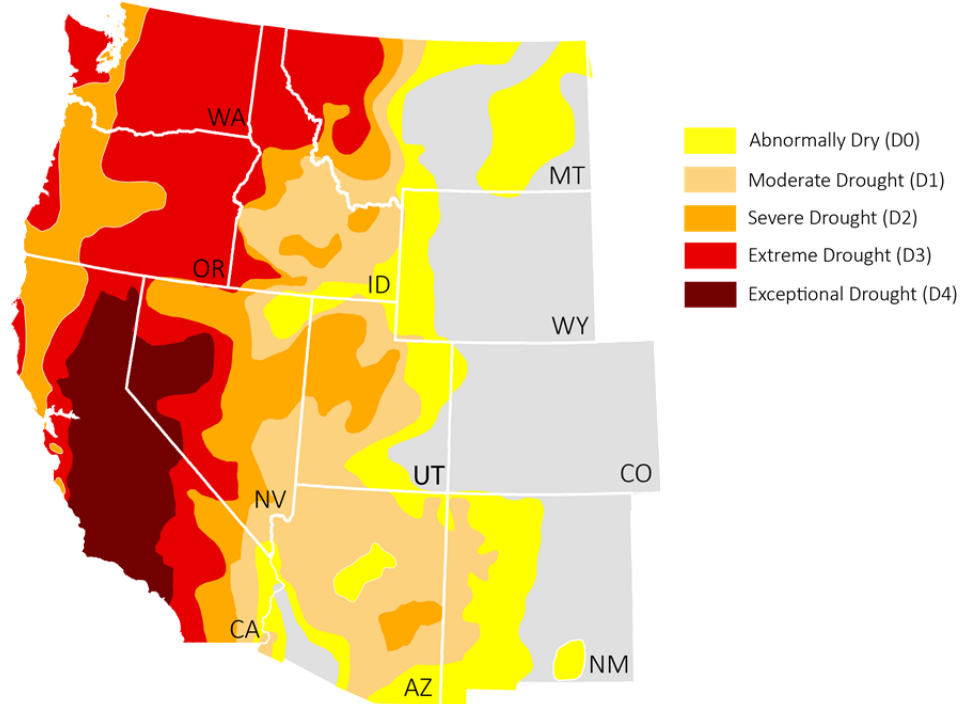 WA
MT
OR
ID
WY
UT
CO
NV
CA
AZ
NM
Abnormally Dry (D0)
Moderate Drought (D1)
Severe Drought (D2)
Extreme Drought (D3)
Exceptional Drought (D4)